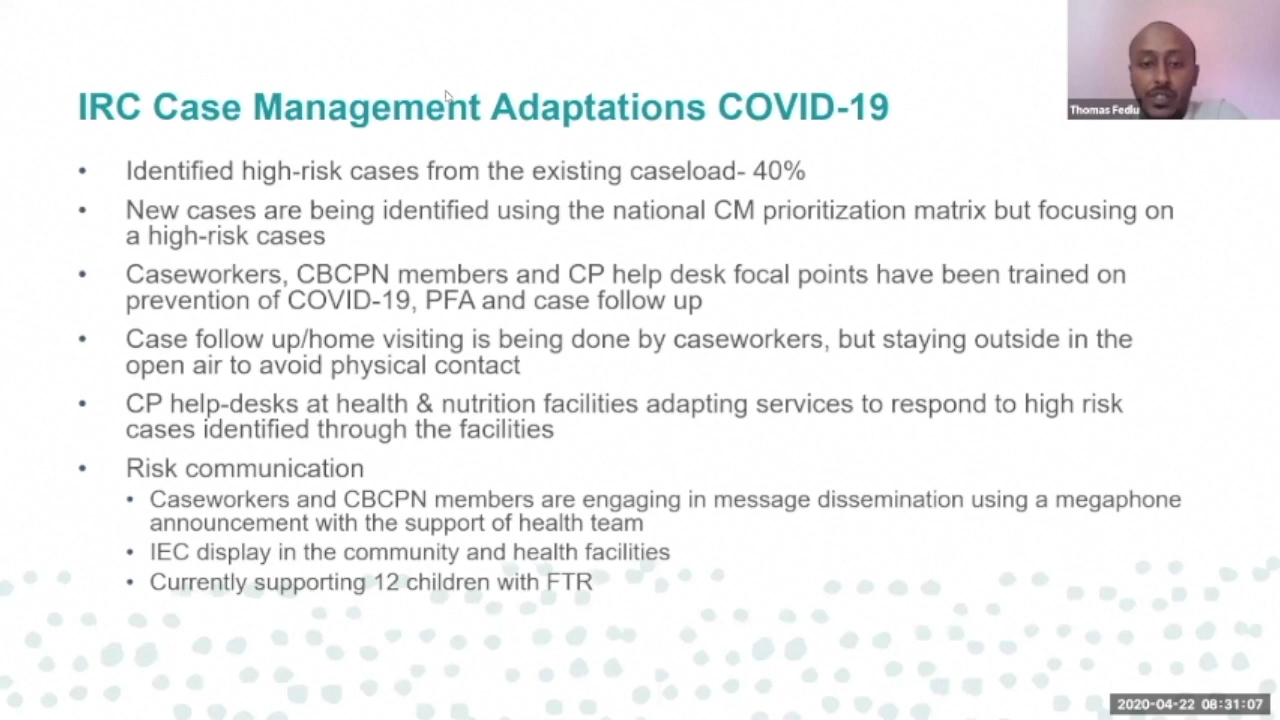 IRC Case Management Adaptations COVID-19
Thomas Fedlu
• Identified high-risk cases from the existing caseload- 40%
• New cases are being identified using the national CM prioritization matrix but focusing on
a high-risk cases
• Caseworkers, CBCPN members and CP help desk focal points have been trained on
prevention of COVID-19, PFA and case follow up
• Case follow up/home visiting is being done by caseworkers, but staying outside in the
open air to avoid physical contact
• CP help-desks at health & nutrition facilities adapting services to respond to high risk
cases identified through the facilities
• Risk communication
• Caseworkers and CBCPN members are engaging in message dissemination using a megaphone
announcement with the support of health team
• IEC display in the community and health facilities
• Currently supporting 12 children with FTR
2020-04-22 08:31:07